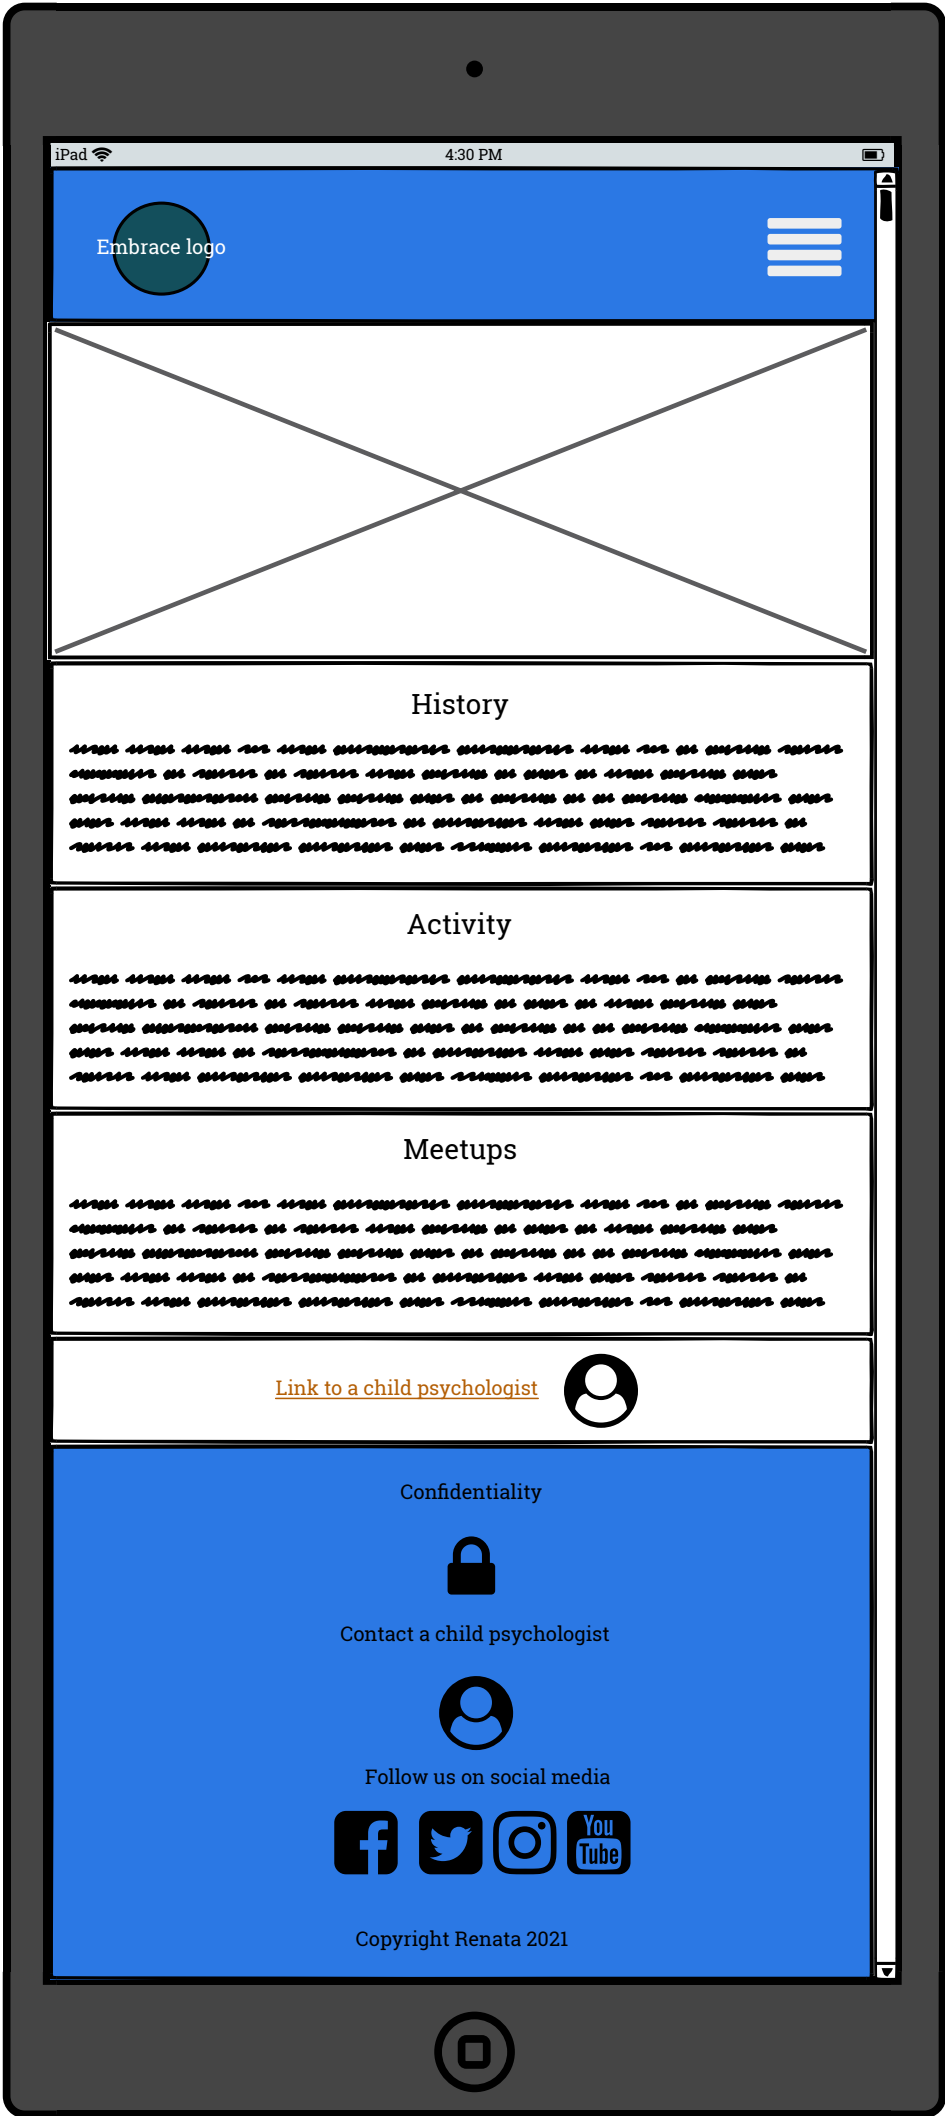 iPad 4:30 PM
Embrace logo
History
Activity
Meetups
Link to a child psychologist
Confidentiality
Contact a child psychologist
Follow us on social media
You
Tube
Copyright Renata 2021